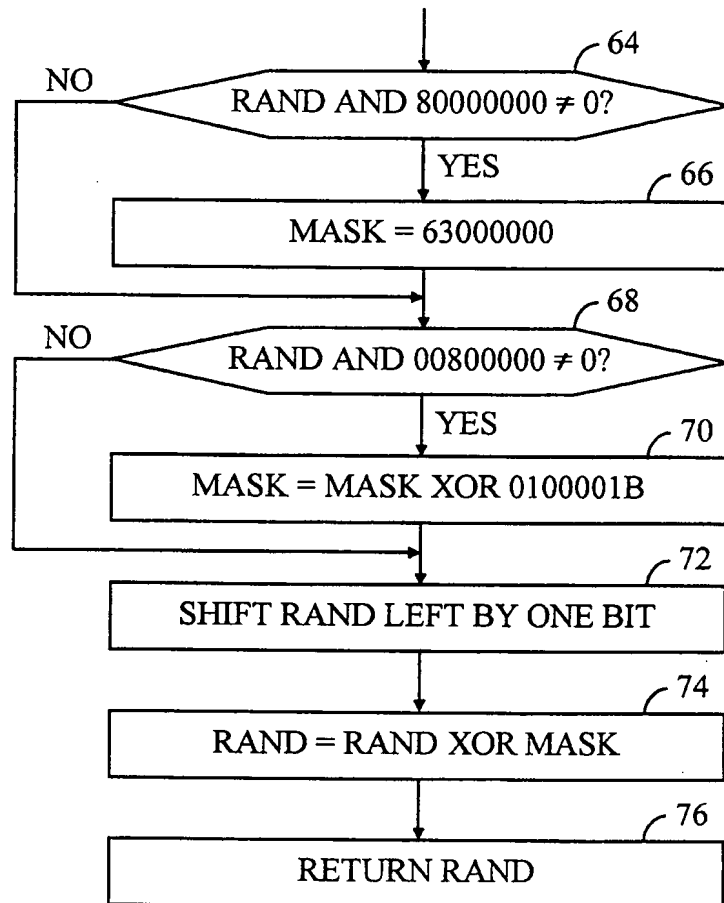 64
NO
RAND AND 80000000 ≠ 0?
YES
66
MASK = 63000000
68
NO
RAND AND 00800000 ≠ 0?
YES
70
MASK = MASK XOR 0100001B
72
SHIFT RAND LEFT BY ONE BIT
74
RAND = RAND XOR MASK
76
RETURN RAND